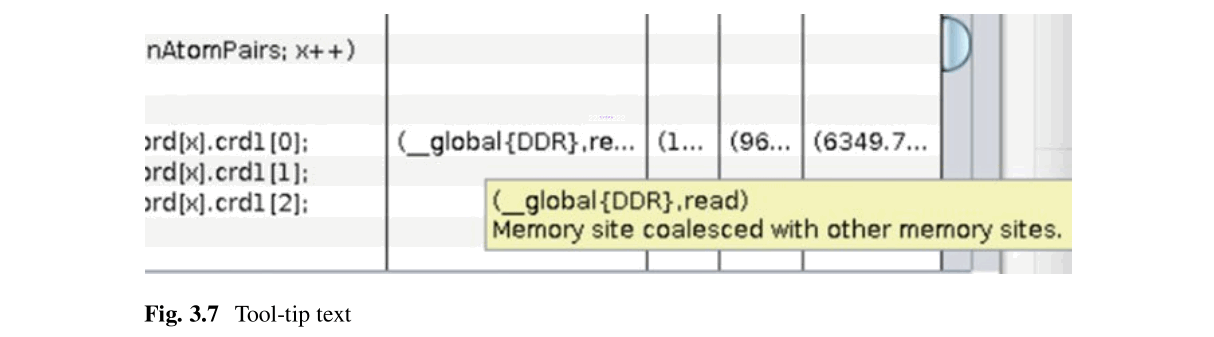 nAtomPairs; x++)
ord[x].crd1[0]; (__global{DDR},re... (1... (96... (6349.7...
ord[x].crd1[1];
ord[x].crd1[2];
(__global{DDR},read)
Memory site coalesced with other memory sites.
Fig. 3.7 Tool-tip text